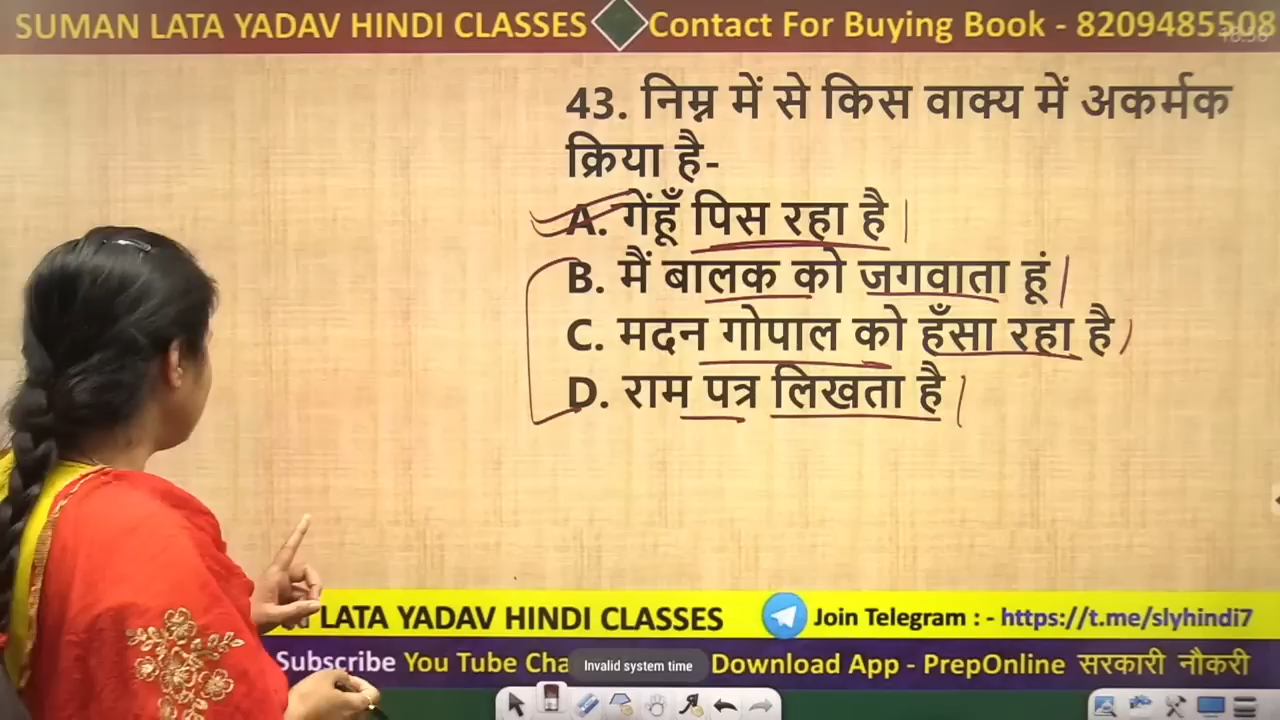 SUMAN LATA YADAV HINDI CLASSES Contact For Buying Book - 8209485508
43. निम्न में से किस वाक्य में अकर्मक
क्रिया है-
A. गेंहूँ पिस रहा है
B. मैं बालक को जगवाता हूं
C. मदन गोपाल को हँसा रहा है
D. राम पत्र लिखता है
LATA YADAV HINDI CLASSES Join Telegram : - https://t.me/slyhindi7
Subscribe You Tube Cha Invalid system time Download App - PrepOnline सरकारी नौकरी